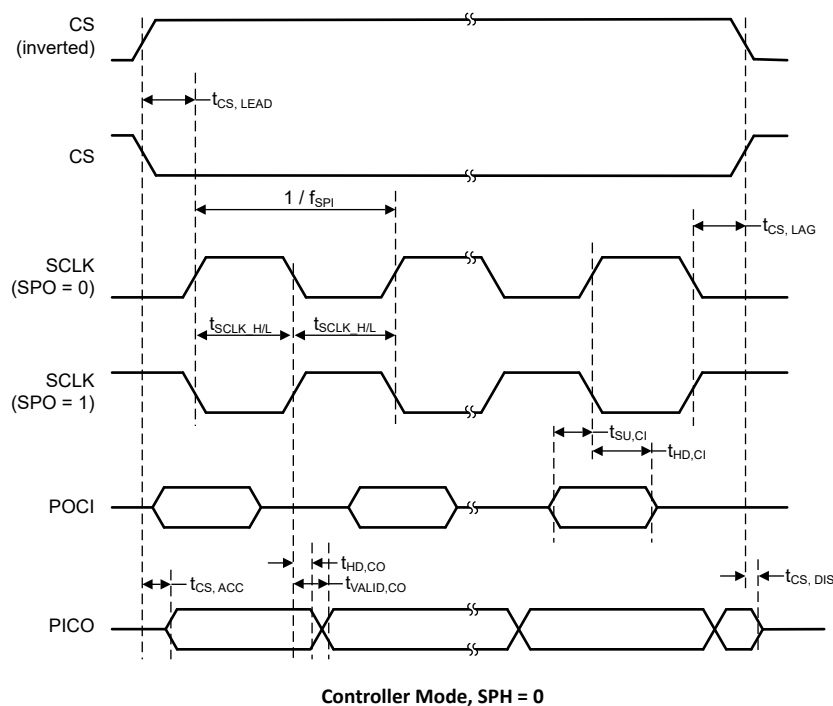 CS
(inverted)
tCS, LEAD
CS
1 / fSPI
tCS, LAG
SCLK
(SPO = 0)
tSCLK_H/L
tSCLK_H/L
SCLK
(SPO = 1)
tSU,CI
tHD,CI
POCI
tHD,CO
tVALID,CO
tCS, ACC
tCS, DIS
PICO
Controller Mode, SPH = 0